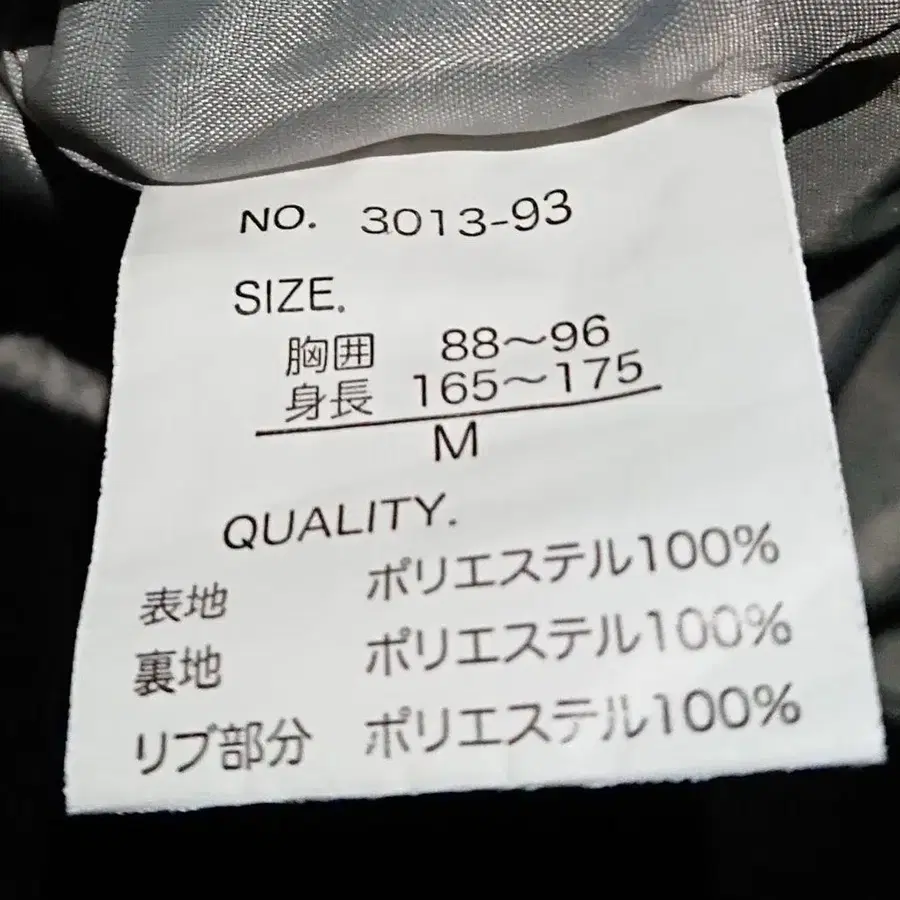 NO. 3013-93
SIZE.
胸囲 88～96
身長 165～175
M
QUALITY.
表地 ポリエステル100%
裏地 ポリエステル100%
リブ部分 ポリエステル100%